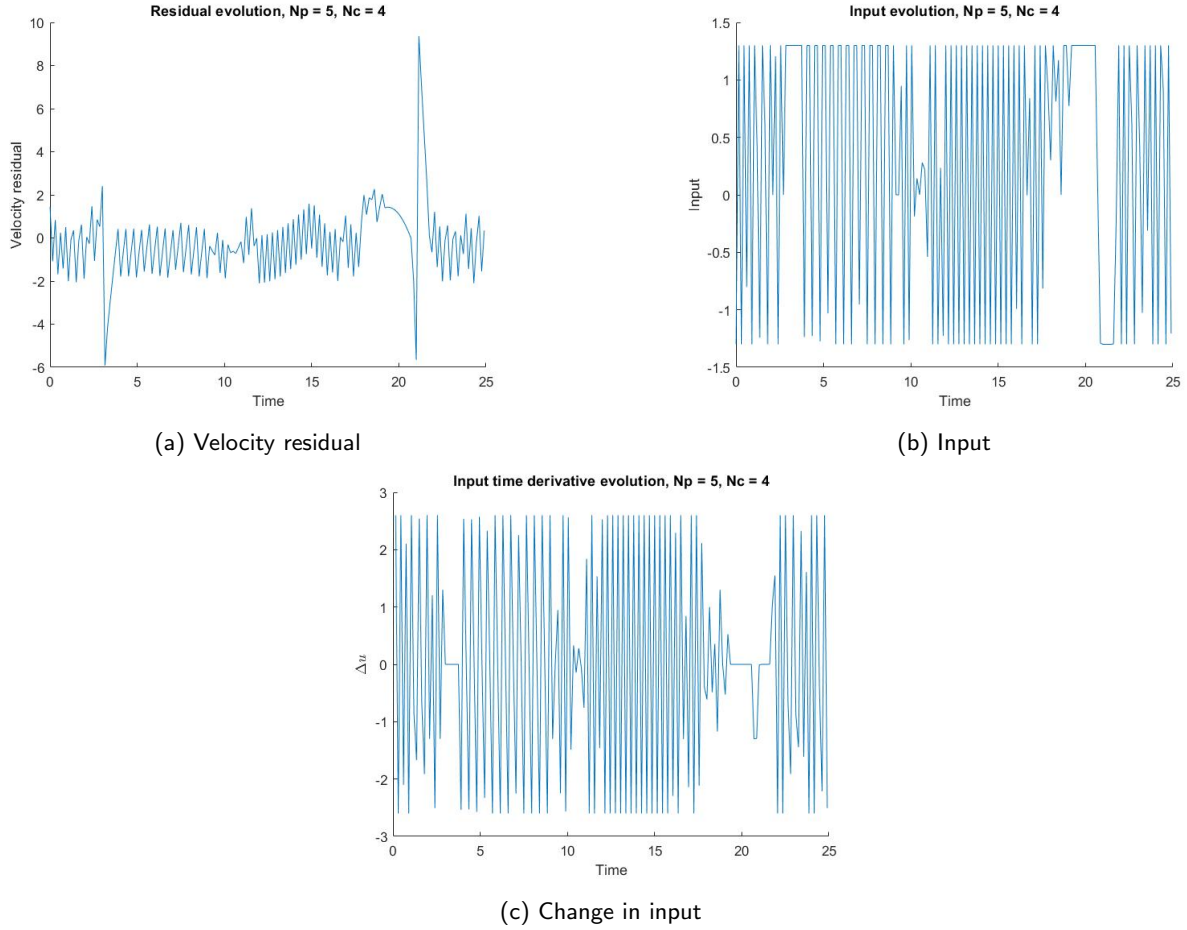 Residual evolution, Np = 5, Nc = 4
Velocity residual
10
8
6
4
2
0
-2
-4
-6
0 5 10 15 20 25
Time
(a) Velocity residual
Input evolution, Np = 5, Nc = 4
Input
1.5
1
0.5
0
-0.5
-1
-1.5
0 5 10 15 20 25
Time
(b) Input
Input time derivative evolution, Np = 5, Nc = 4
Δu
3
2
1
0
-1
-2
-3
0 5 10 15 20 25
Time
(c) Change in input